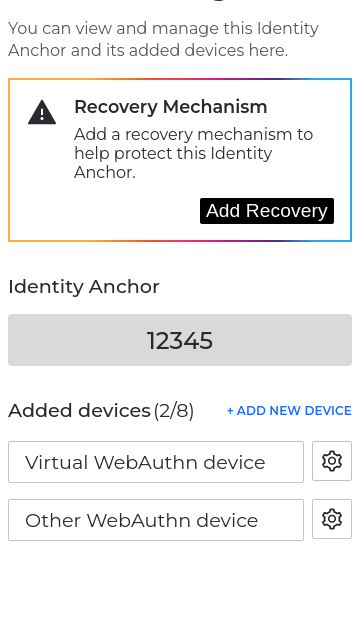 You can view and manage this Identity
Anchor and its added devices here.
Recovery Mechanism
Add a recovery mechanism to
help protect this Identity
Anchor.
Add Recovery
Identity Anchor
12345
Added devices (2/8)
+ ADD NEW DEVICE
Virtual WebAuthn device
Other WebAuthn device